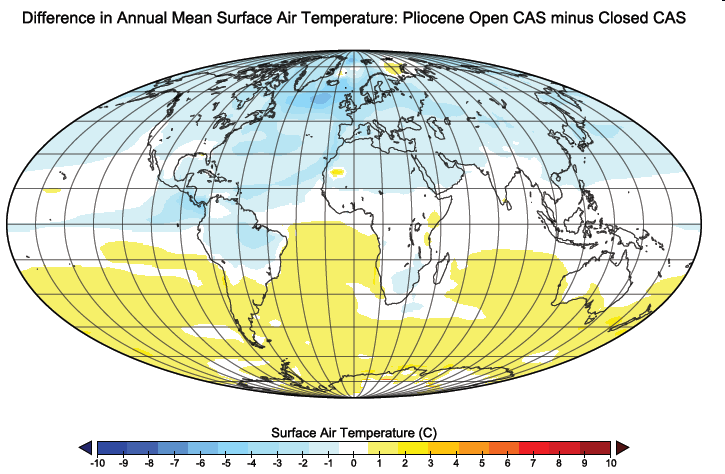 Difference in Annual Mean Surface Air Temperature: Pliocene Open CAS minus Closed CAS
Surface Air Temperature (C)
-10 -9 -8 -7 -6 -5 -4 -3 -2 -1 0 1 2 3 4 5 6 7 8 9 10